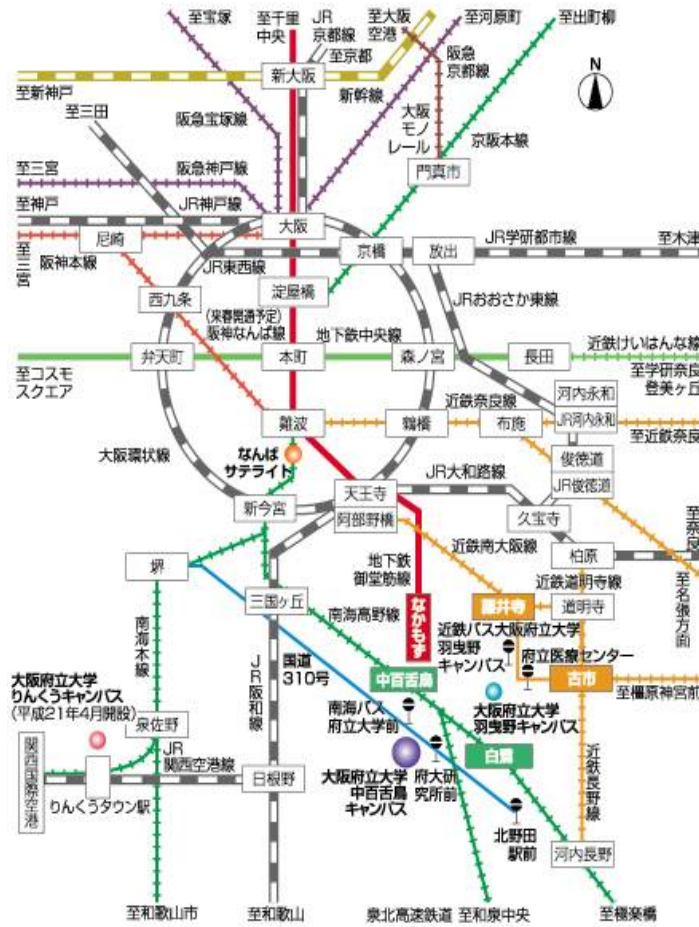 至宝塚
至千里
中央
JR
京都線
至京都
至大阪
空港
至河原町
至出町柳
阪急
京都線
新大阪
至新神戸
新幹線
至三田
阪急宝塚線
大阪
モノ
レール
京阪本線
門真市
至三宮
阪急神戸線
至神戸
JR神戸線
大阪
尼崎
京橋
放出
JR学研都市線
至木津
至三宮
阪神本線
JR東西線
淀屋橋
西九条
JRおおさか東線
(来春開通予定)
阪神なんば線
地下鉄中央線
近鉄けいはんな線
弁天町
本町
森ノ宮
長田
至コスモ
スクエア
至学研奈良
登美ヶ丘
河内永和
JR河内永和
難波
鶴橋
近鉄奈良線
布施
至近鉄奈良
大阪環状線
なんば
サテライト
俊徳道
JR俊徳道
JR大和路線
天王寺
阿部野橋
新今宮
久宝寺
至奈良
近鉄南大阪線
柏原
堺
地下鉄
御堂筋線
近鉄道明寺線
至名張方面
三国ヶ丘
南海高野線
なかもず
藤井寺
道明寺
南海本線
近鉄バス大阪府立大学
羽曳野
キャンパス
府立医療センター
JR阪和線
国道
310号
中百舌鳥
古市
至橿原神宮前
大阪府立大学
りんくうキャンパス
(平成21年4月開設)
南海バス
府立大学前
大阪府立大学
羽曳野キャンパス
泉佐野
白鷺
近鉄長野線
関西国際空港
JR
関西空港線
りんくうタウン駅
日根野
大阪府立大学
中百舌鳥
キャンパス
府大研
究所前
北野田
駅前
河内長野
至和歌山市
至和歌山
泉北高速鉄道
至和泉中央
至極楽橋
N